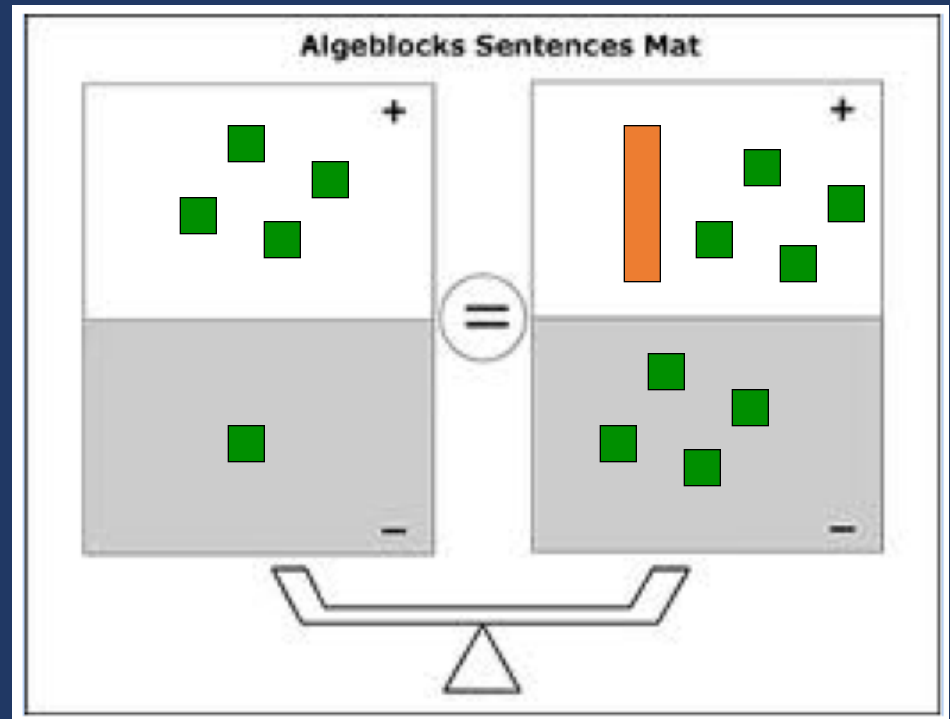 Algeblocks Sentences Mat
+ +
=
− −